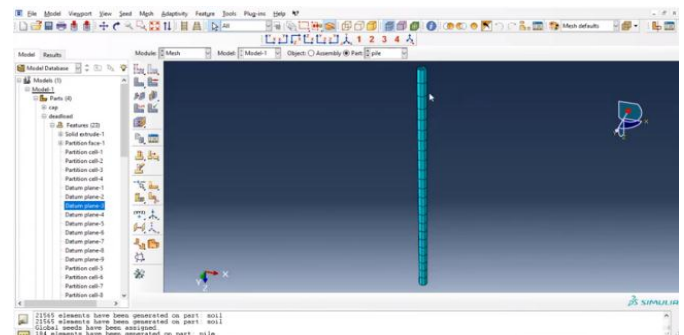 File Model Viewport View Seed Mesh Adaptivity Feature Tools Plug-ins Help
All
Mesh defaults
1 2 3 4
Model Results Module: Mesh Model: Model-1 Object: Assembly Part: pile
Model Database
Models (1)
Model-1
Parts (4)
cap
deadload
Features (23)
Solid extrude-1
Partition face-1
Partition cell-1
Partition cell-2
Partition cell-3
Partition cell-4
Datum plane-1
Datum plane-2
Datum plane-3
Datum plane-4
Datum plane-5
Datum plane-6
Datum plane-7
Datum plane-8
Datum plane-9
Partition cell-5
Partition cell-6
Partition cell-7
Partition cell-8
X
Y
X
SIMULIA
21565 elements have been generated on part: soil
21565 elements have been generated on part: soil
Global seeds have been assigned.
184 elements have been generated on part: pile